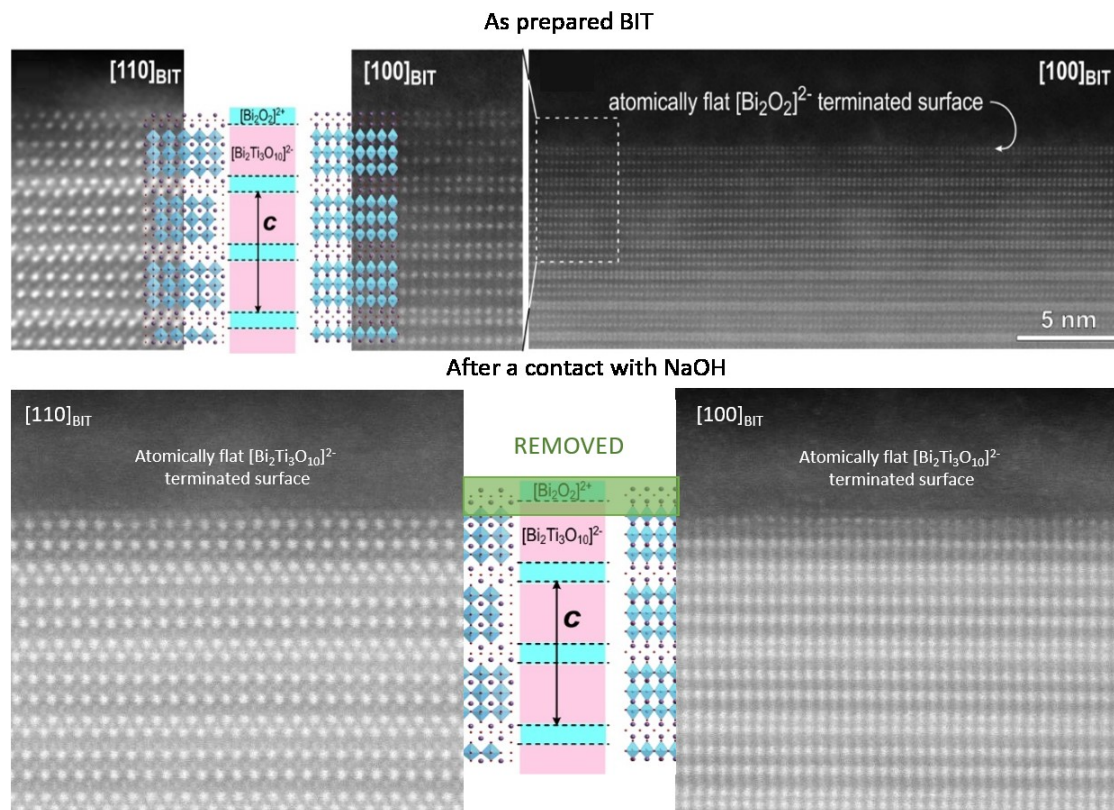 As prepared BIT
[110]BIT
[100]BIT
[100]BIT
atomically flat [Bi₂O₂]²⁻ terminated surface
[Bi₂O₂]²⁺
[Bi₂Ti₃O₁₀]²⁻
c
5 nm
After a contact with NaOH
[110]BIT
Atomically flat [Bi₂Ti₃O₁₀]²⁻
terminated surface
REMOVED
[Bi₂O₂]²⁺
[Bi₂Ti₃O₁₀]²⁻
c
[100]BIT
Atomically flat [Bi₂Ti₃O₁₀]²⁻
terminated surface